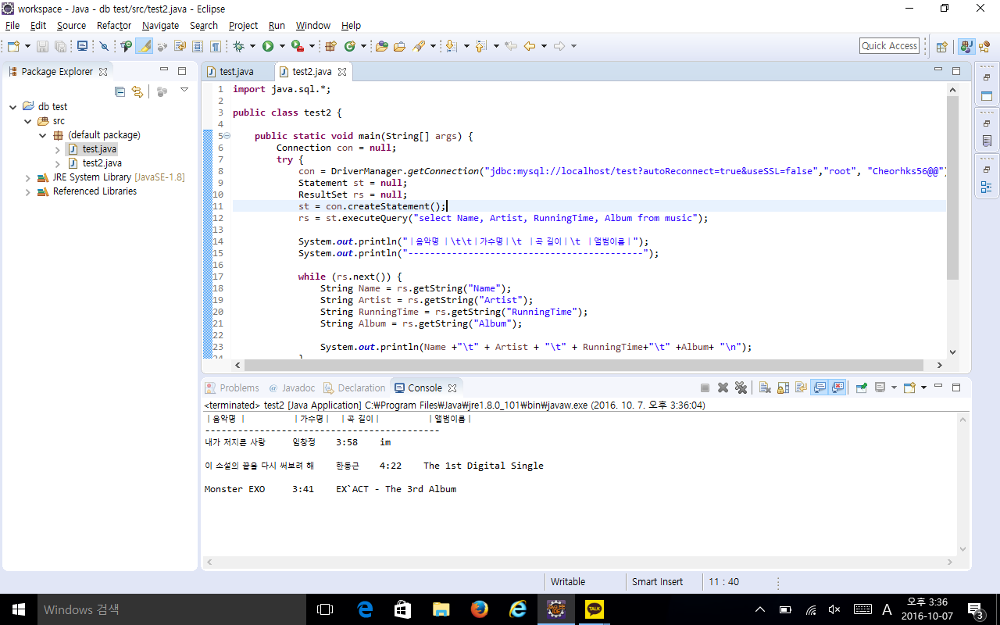 workspace - Java - db test/src/test2.java - Eclipse
File Edit Source Refactor Navigate Search Project Run Window Help
Quick Access
Package Explorer
test.java test2.java
db test
src
(default package)
test.java
test2.java
JRE System Library [JavaSE-1.8]
Referenced Libraries
1 import java.sql.*;
2
3 public class test2 {
4
5 public static void main(String[] args) {
6 Connection con = null;
7 try {
8 con = DriverManager.getConnection("jdbc:mysql://localhost/test?autoReconnect=true&useSSL=false","root", "Cheorhks56@@")
9 Statement st = null;
10 ResultSet rs = null;
11 st = con.createStatement();
12 rs = st.executeQuery("select Name, Artist, RunningTime, Album from music");
13
14 System.out.println("|음악명 |\t\t|가수명|\t |곡 길이|\t |앨범이름|");
15 System.out.println("-------------------------------------------");
16
17 while (rs.next()) {
18 String Name = rs.getString("Name");
19 String Artist = rs.getString("Artist");
20 String RunningTime = rs.getString("RunningTime");
21 String Album = rs.getString("Album");
22
23 System.out.println(Name +"\t" + Artist + "\t" + RunningTime+"\t" +Album+ "\n");
24 }
Problems @ Javadoc Declaration Console
<terminated> test2 [Java Application] C:₩Program Files₩Java₩jre1.8.0_101₩bin₩javaw.exe (2016. 10. 7. 오후 3:36:04)
|음악명 | |가수명| |곡 길이| |앨범이름|
-------------------------------------------
내가 저지른 사랑 임창정 3:58 im
이 소설의 끝을 다시 써보려 해 한동근 4:22 The 1st Digital Single
Monster EXO 3:41 EX`ACT - The 3rd Album
Writable Smart Insert 11 : 40
Windows 검색
Java EE IDE
TALK
A
오후 3:36
2016-10-07
3